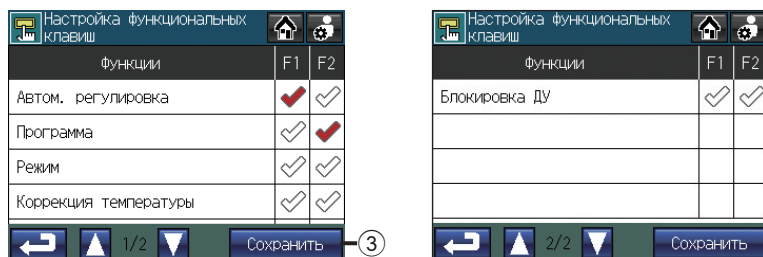 Настройка функциональных
клавиш
Функции F1 F2
Автом. регулировка
Программа
Режим
Коррекция температуры
1/2 Сохранить
3
Настройка функциональных
клавиш
Функции F1 F2
Блокировка ДУ
2/2 Сохранить